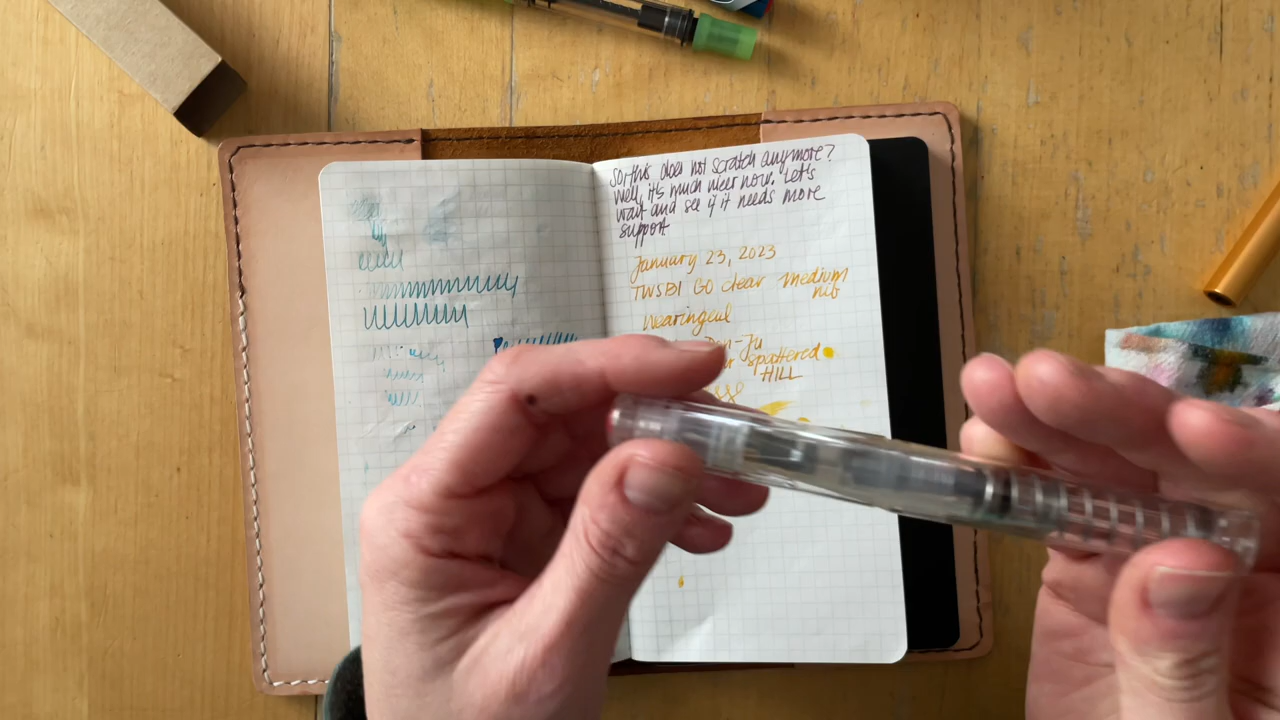 So this does not scratch anymore?
Well, it's much nicer now. Let's
wait and see if it needs more
support
January 23, 2023
TWSBI GO clear medium
nib
Wearingeul
spattered
HILL